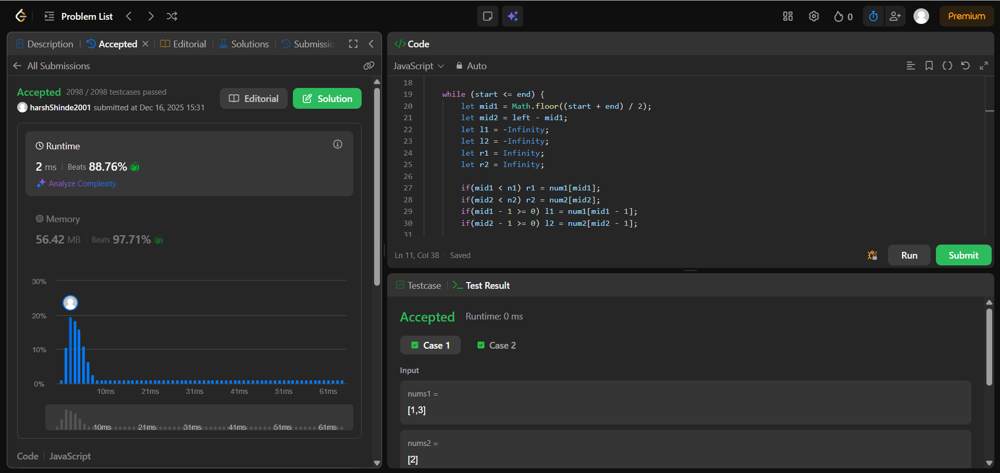 Problem List
0
Premium
Description
Accepted
Editorial
Solutions
Submissio
All Submissions
Accepted 2098 / 2098 testcases passed
harshShinde2001 submitted at Dec 16, 2025 15:31
Editorial
Solution
Runtime
2 ms Beats 88.76%
Analyze Complexity
Memory
56.42 MB Beats 97.71%
30%
20%
10%
0%
10ms 21ms 31ms 41ms 51ms 61ms
10ms 21ms 31ms 41ms 51ms 61ms
Code JavaScript
</> Code
JavaScript Auto
18
19 while (start <= end) {
20 let mid1 = Math.floor((start + end) / 2);
21 let mid2 = left - mid1;
22 let l1 = -Infinity;
23 let l2 = -Infinity;
24 let r1 = Infinity;
25 let r2 = Infinity;
26
27 if(mid1 < n1) r1 = num1[mid1];
28 if(mid2 < n2) r2 = num2[mid2];
29 if(mid1 - 1 >= 0) l1 = num1[mid1 - 1];
30 if(mid2 - 1 >= 0) l2 = num2[mid2 - 1];
31
Ln 11, Col 38 Saved
Run
Submit
Testcase
Test Result
Accepted Runtime: 0 ms
Case 1
Case 2
Input
nums1 =
[1,3]
nums2 =
[2]